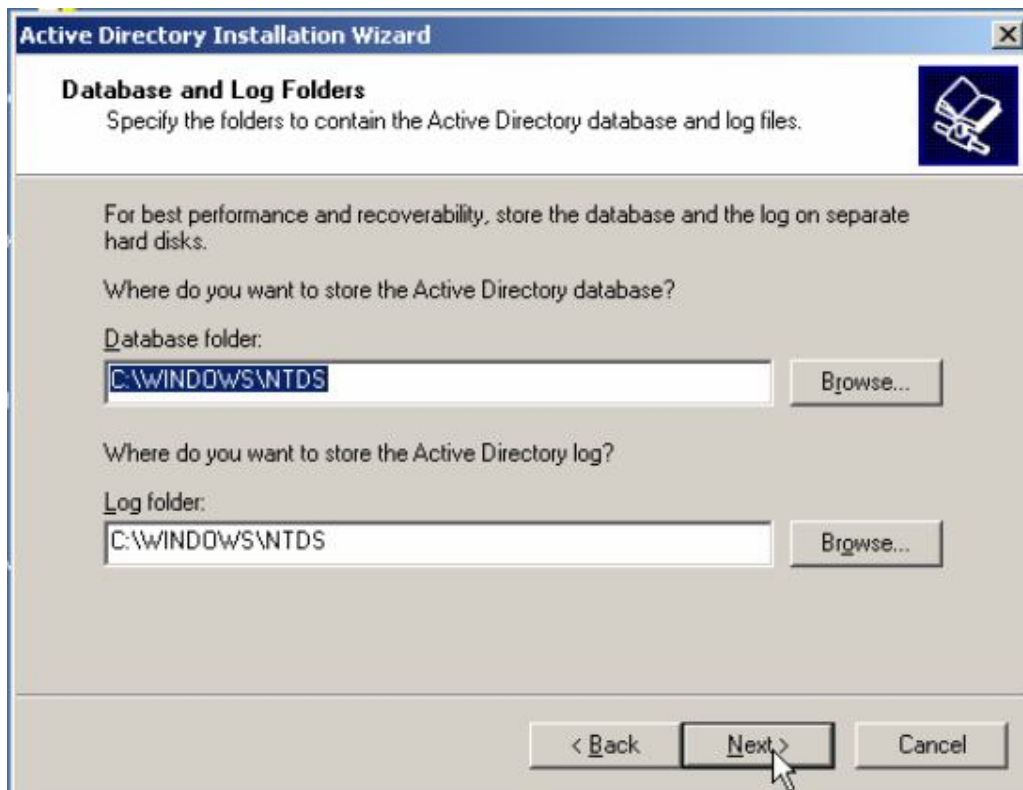 Active Directory Installation Wizard
Database and Log Folders
Specify the folders to contain the Active Directory database and log files.
For best performance and recoverability, store the database and the log on separate
hard disks.
Where do you want to store the Active Directory database?
Database folder:
C:\WINDOWS\NTDS
Browse...
Where do you want to store the Active Directory log?
Log folder:
C:\WINDOWS\NTDS
Browse...
< Back
Next >
Cancel